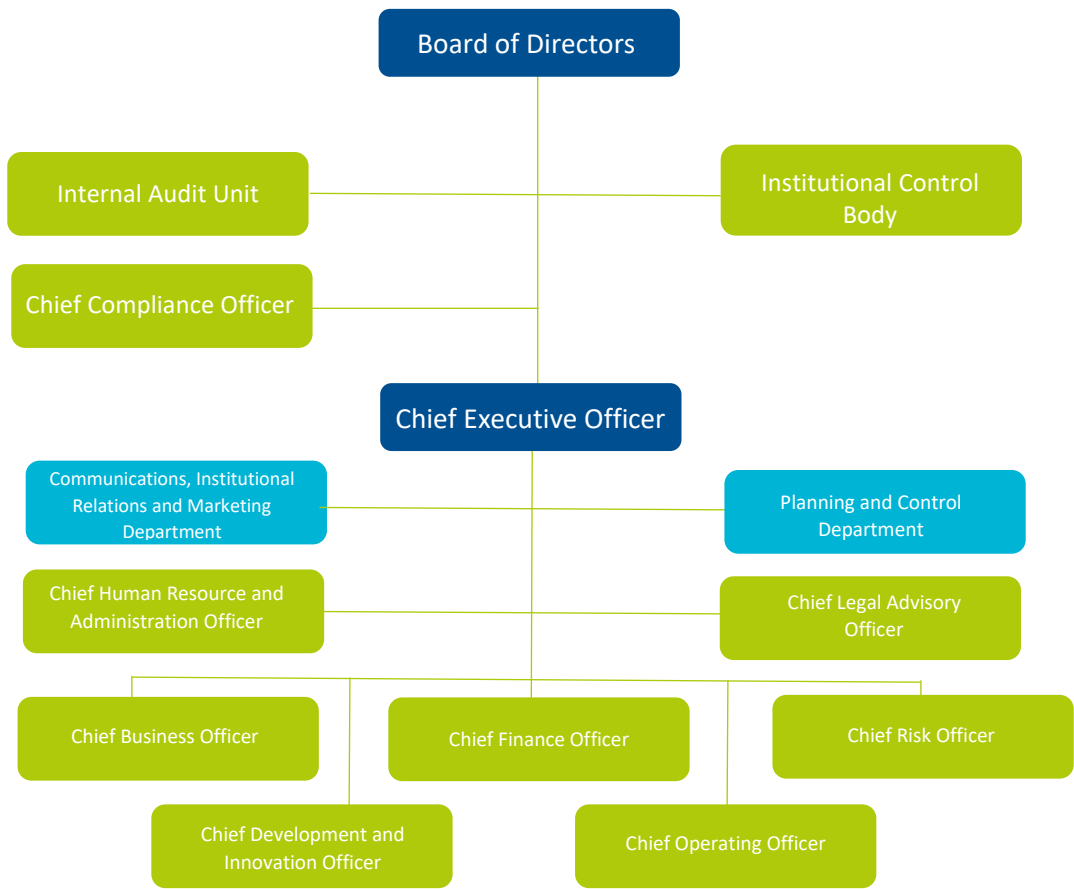 Board of Directors
Internal Audit Unit
Institutional Control
Body
Chief Compliance Officer
Chief Executive Officer
Communications, Institutional
Relations and Marketing
Department
Planning and Control
Department
Chief Human Resource and
Administration Officer
Chief Legal Advisory
Officer
Chief Business Officer
Chief Finance Officer
Chief Risk Officer
Chief Development and
Innovation Officer
Chief Operating Officer